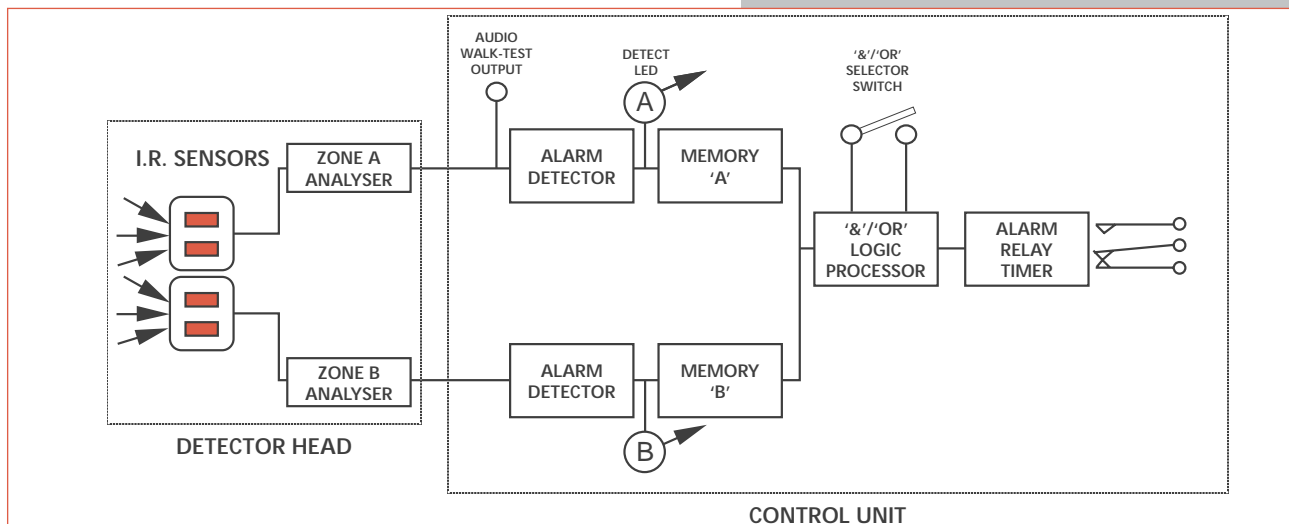 AUDIO
WALK-TEST
OUTPUT
DETECT
LED
'&'/'OR'
SELECTOR
SWITCH
A
I.R. SENSORS
ZONE A
ANALYSER
ALARM
DETECTOR
MEMORY
'A'
'&'/'OR'
LOGIC
PROCESSOR
ALARM
RELAY
TIMER
ZONE B
ANALYSER
ALARM
DETECTOR
MEMORY
'B'
B
DETECTOR HEAD
CONTROL UNIT